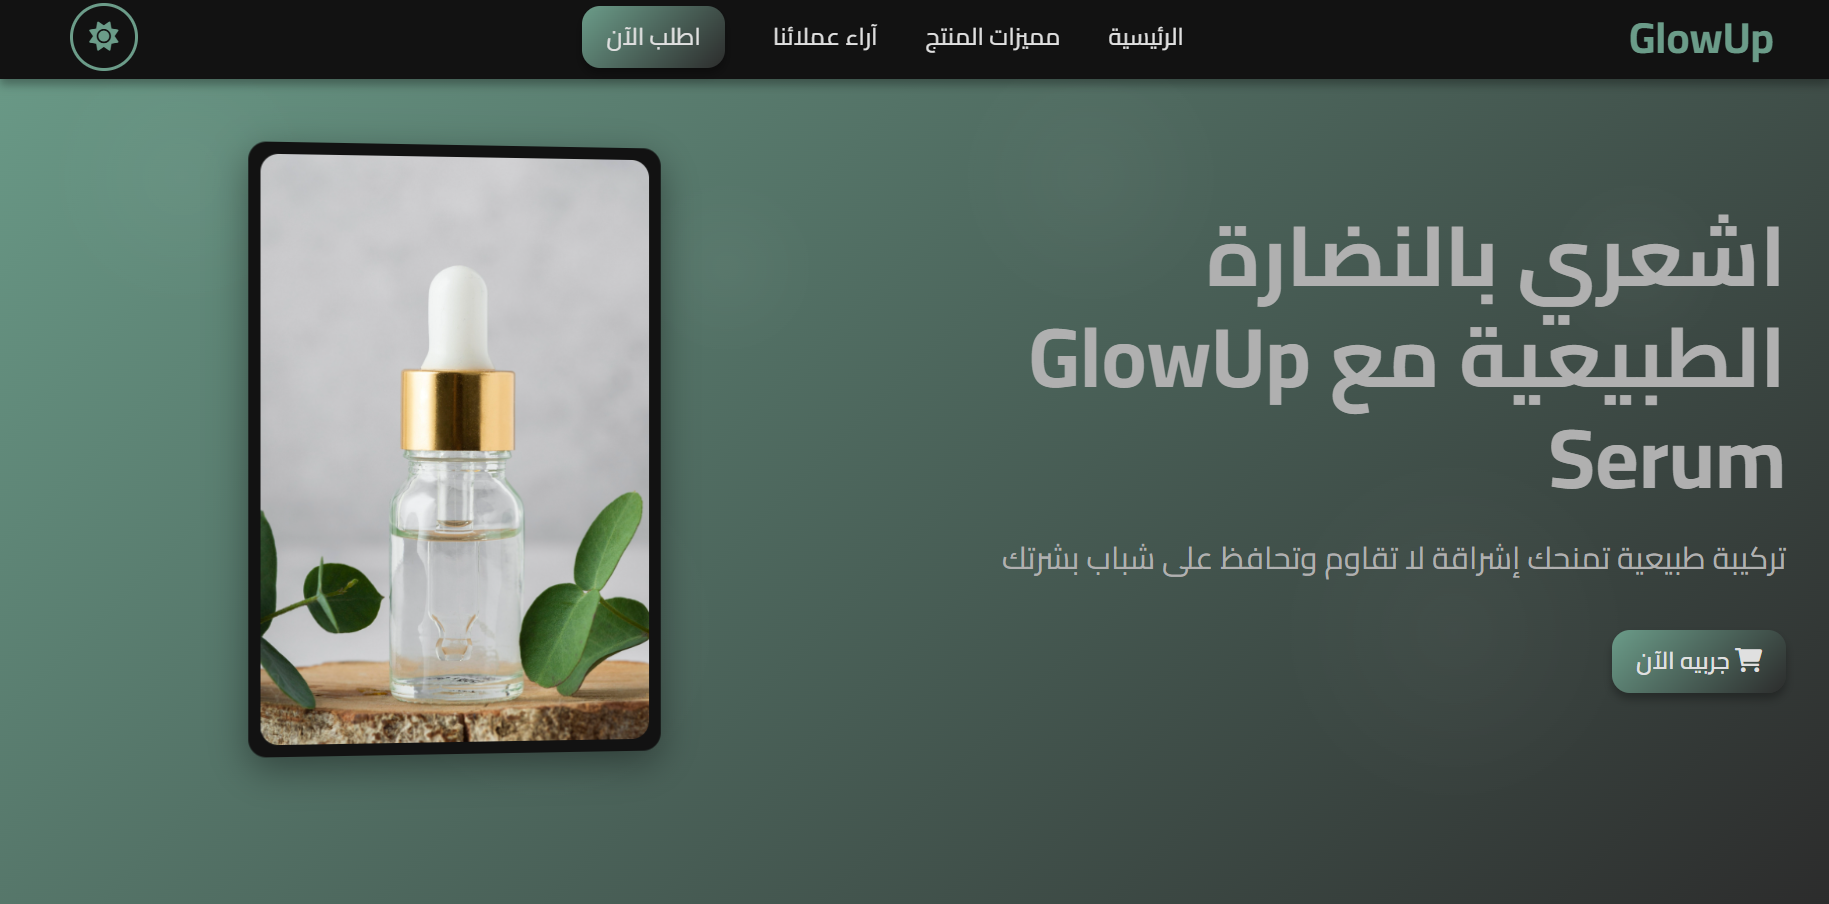 GlowUp
الرئيسية
مميزات المنتج
آراء عملائنا
اطلب الآن
اشعري بالنضارة
الطبيعية مع GlowUp
Serum
تركيبة طبيعية تمنحك إشراقة لا تقاوم وتحافظ على شباب بشرتك
جربيه الآن